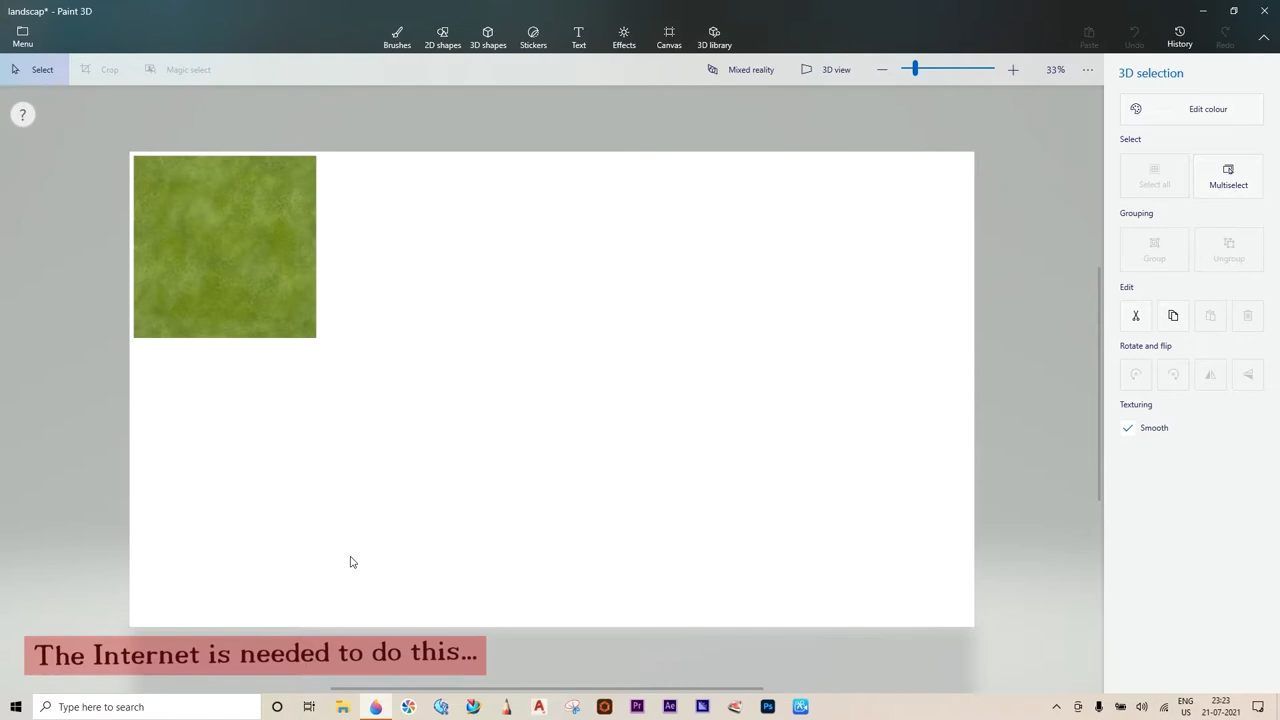 landscap* - Paint 3D
Menu
Brushes
2D shapes
3D shapes
Stickers
Text
Effects
Canvas
3D library
Paste
Undo
History
Redo
Select
Crop
Magic select
Mixed reality
3D view
33%
?
3D selection
Edit colour
Select
Select all
Multiselect
Grouping
Group
Ungroup
Edit
Rotate and flip
Texturing
Smooth
The Internet is needed to do this...
Type here to search
ENG
US
23:23
21-07-2021